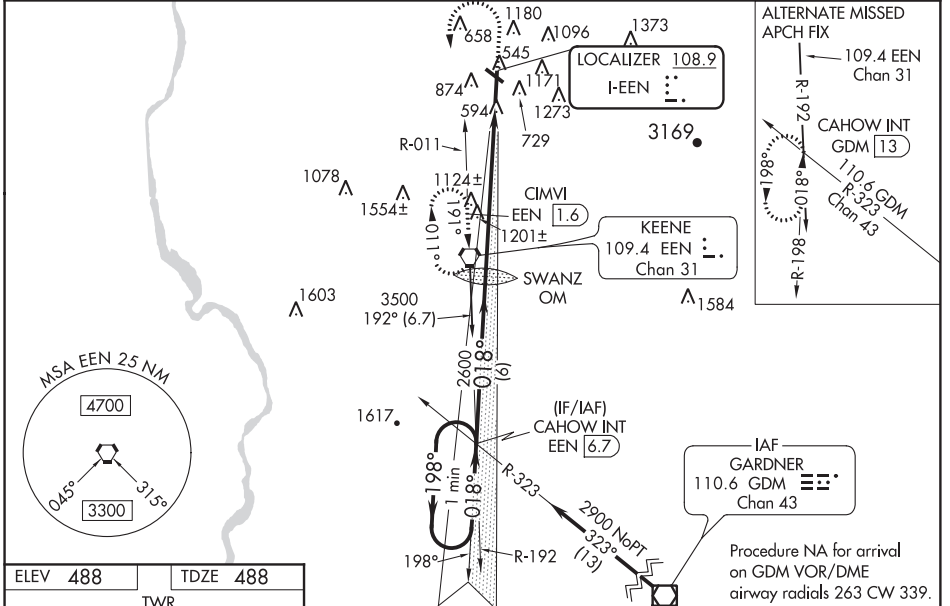 1180
658
1096
1373
545
LOCALIZER 108.9
I-EEN
874
1171
594
1273
729
3169
R-011
1078
1124±
1554±
CIMVI
EEN 1.6
191°
011°
1201±
KEENE
109.4 EEN
Chan 31
SWANZ
OM
1603
3500
192° (6.7)
1584
2600
018°
(6)
MSA EEN 25 NM
4700
045°
315°
3300
1617
(IF/IAF)
CAHOW INT
EEN 6.7
198°
1 min
018°
R-323
2900 NoPT
323°
(13)
198°
R-192
IAF
GARDNER
110.6 GDM
Chan 43
Procedure NA for arrival
on GDM VOR/DME
airway radials 263 CW 339.
ALTERNATE MISSED
APCH FIX
109.4 EEN
Chan 31
R-192
CAHOW INT
GDM 13
198°
018°
110.6 GDM
R-323
Chan 43
R-198
ELEV 488
TDZE 488
TWR